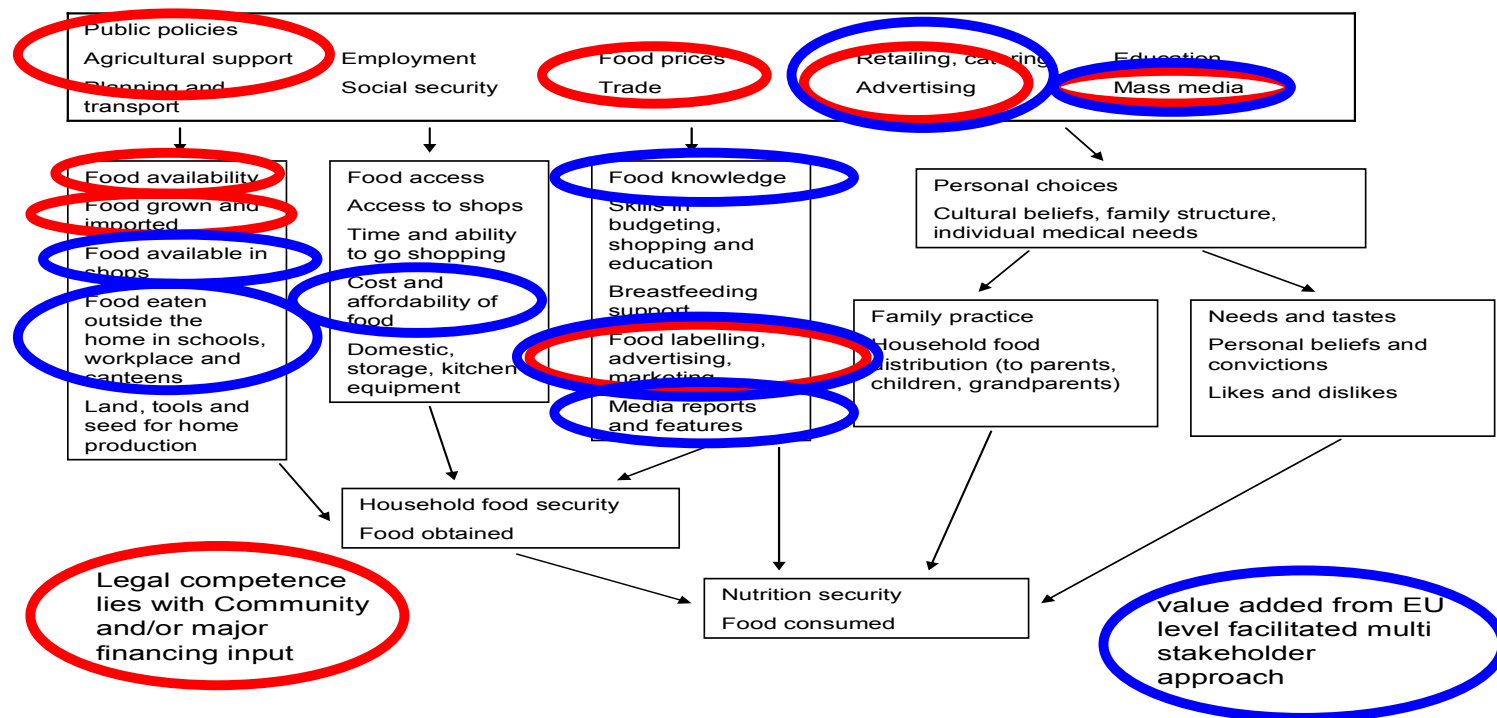 Public policies
Agricultural support
Planning and
transport
Employment
Social security
Food prices
Trade
Retailing, catering
Advertising
Education
Mass media
Food availability
Food grown and
imported
Food available in
shops
Food eaten
outside the
home in schools,
workplace and
canteens
Land, tools and
seed for home
production
Food access
Access to shops
Time and ability
to go shopping
Cost and
affordability of
food
Domestic,
storage, kitchen
equipment
Food knowledge
Skills in
budgeting,
shopping and
education
Breastfeeding
support
Food labelling,
advertising,
marketing
Media reports
and features
Personal choices
Cultural beliefs, family structure,
individual medical needs
Family practice
Household food
distribution (to parents,
children, grandparents)
Needs and tastes
Personal beliefs and
convictions
Likes and dislikes
Household food security
Food obtained
Nutrition security
Food consumed
Legal competence
lies with Community
and/or major
financing input
value added from EU
level facilitated multi
stakeholder
approach